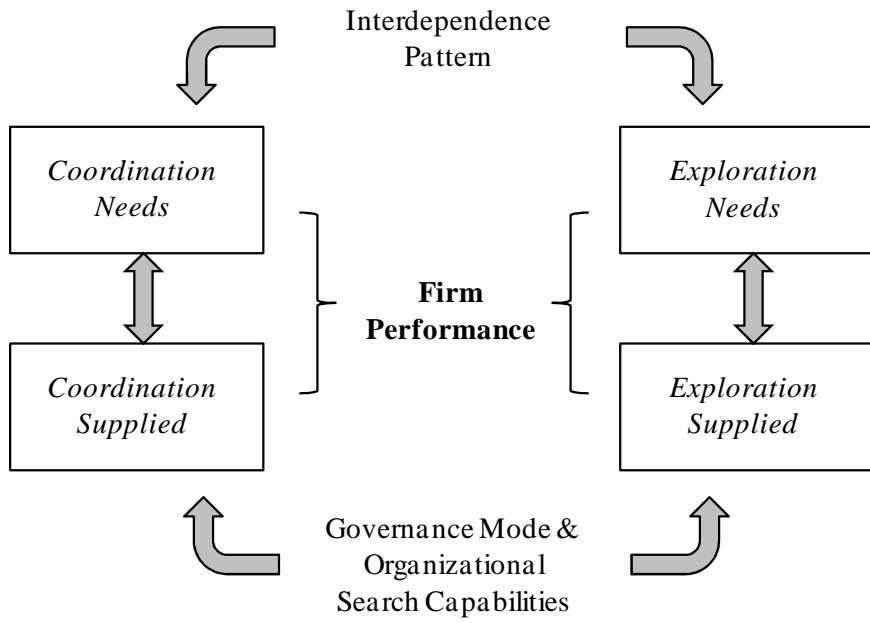 Interdependence
Pattern
Coordination
Needs
Exploration
Needs
Firm
Performance
Coordination
Supplied
Exploration
Supplied
Governance Mode &
Organizational
Search Capabilities